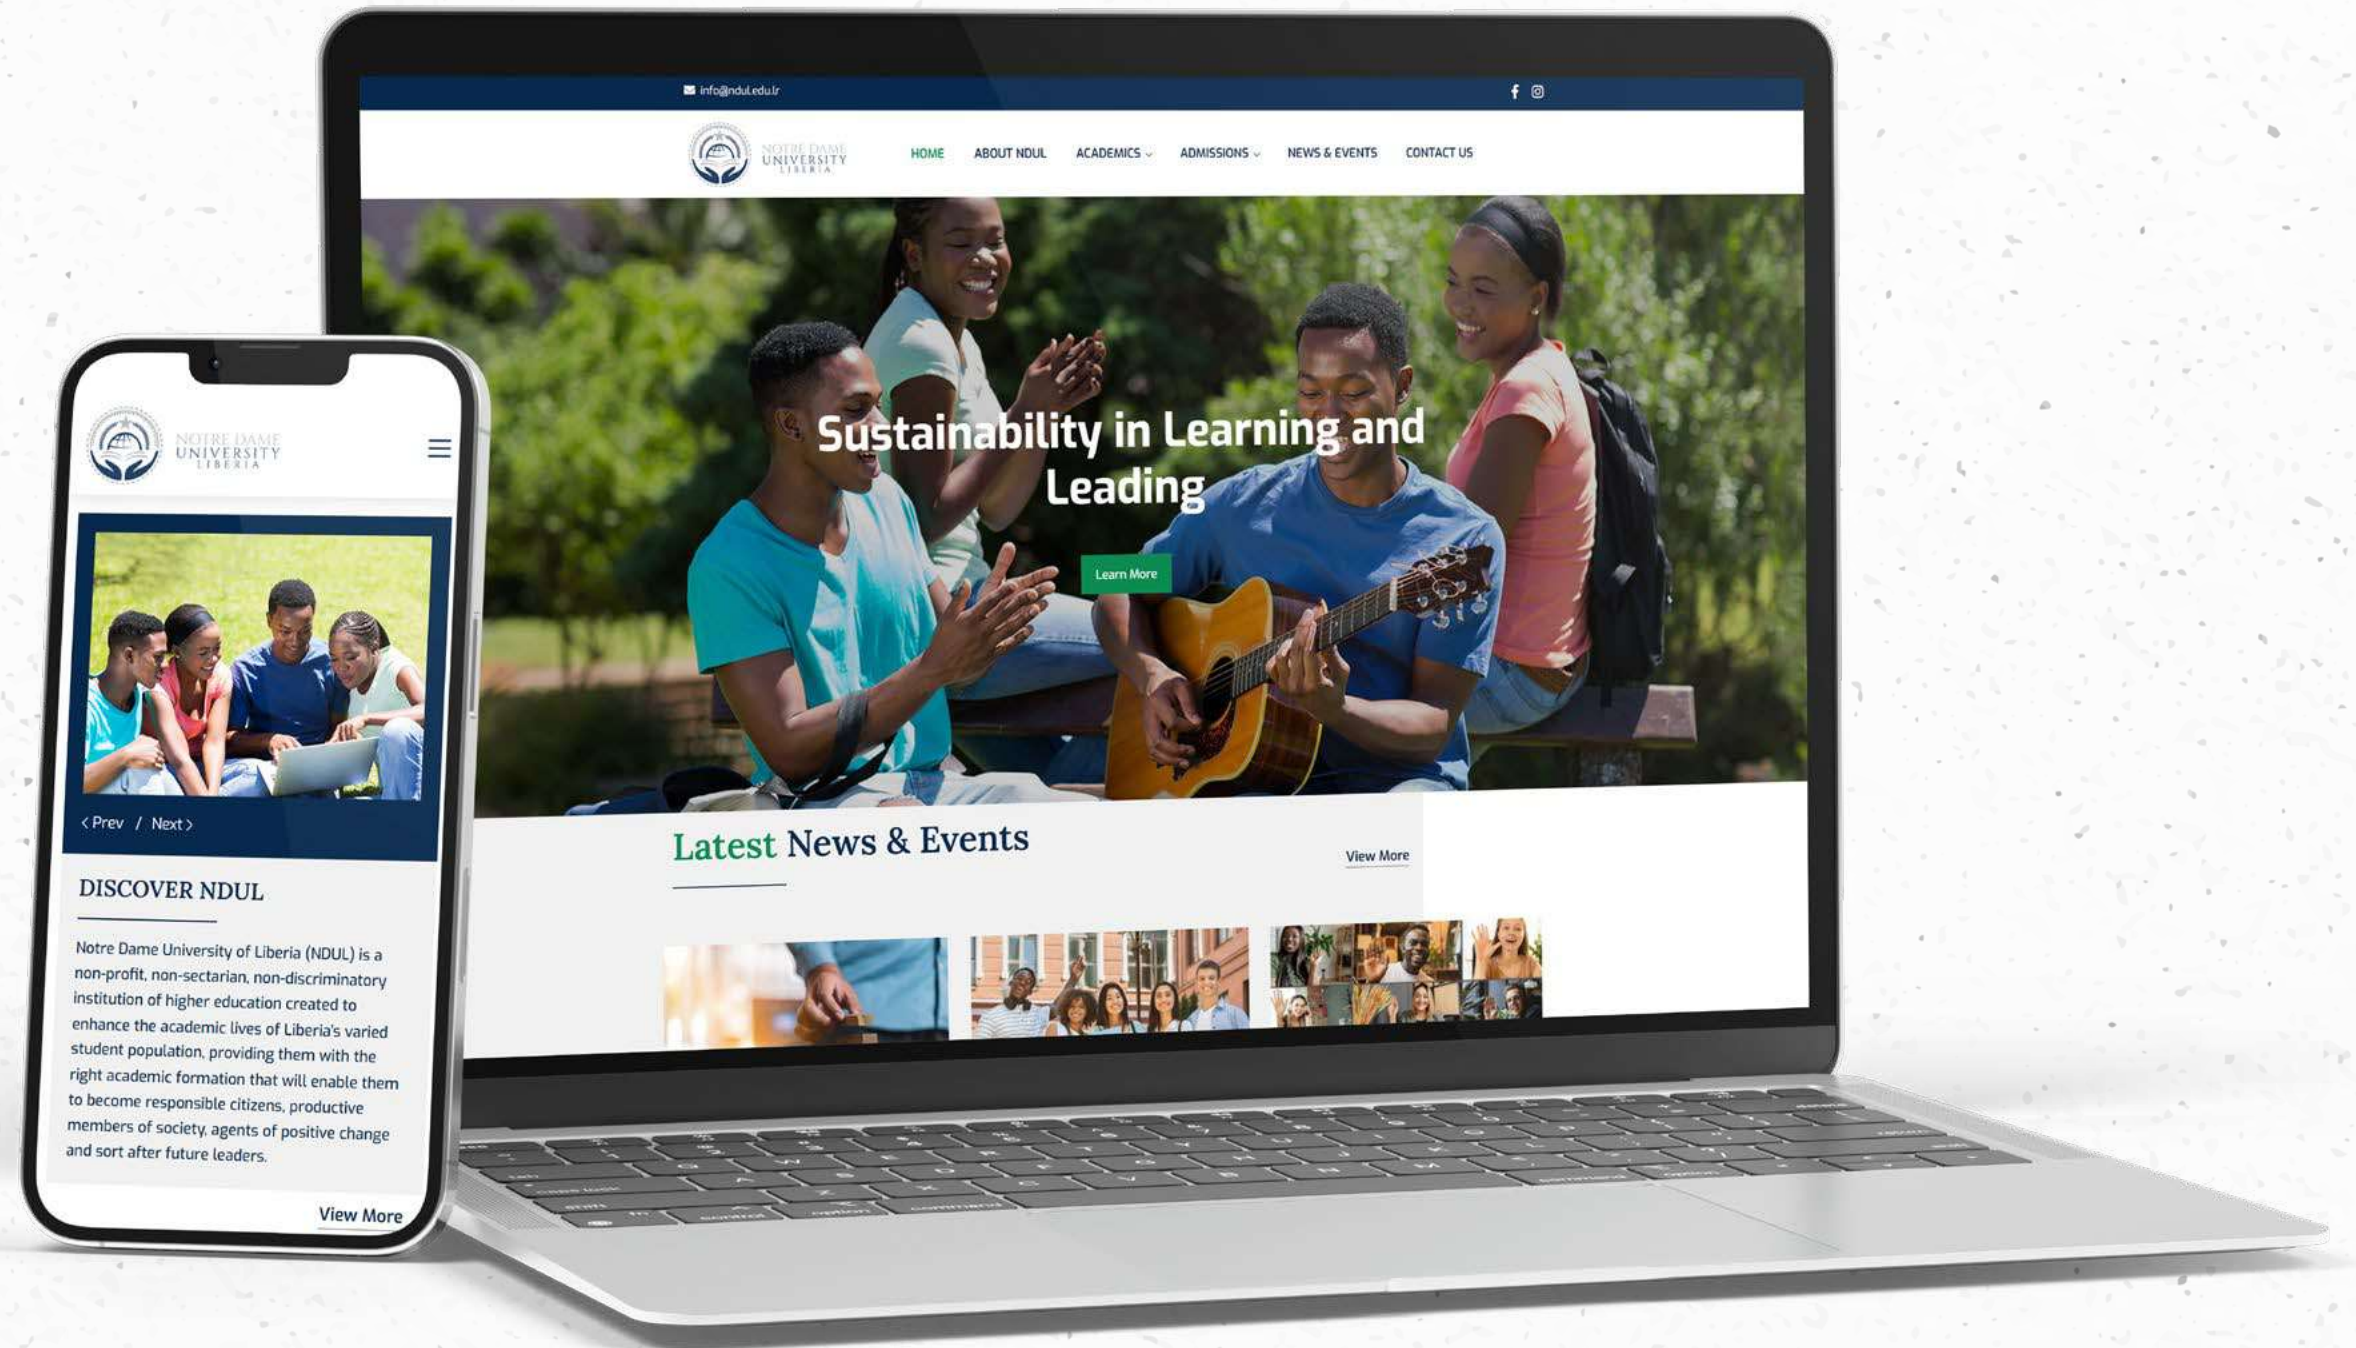 info@ndul.edu.lr
NOTRE DAME
UNIVERSITY
LIBERIA
HOME ABOUT NDUL ACADEMICS ADMISSIONS NEWS & EVENTS CONTACT US
Sustainability in Learning and
Leading
Learn More
Latest News & Events
View More
NOTRE DAME
UNIVERSITY
LIBERIA
< Prev / Next >
DISCOVER NDUL
Notre Dame University of Liberia (NDUL) is a
non-profit, non-sectarian, non-discriminatory
institution of higher education created to
enhance the academic lives of Liberia's varied
student population, providing them with the
right academic formation that will enable them
to become responsible citizens, productive
members of society, agents of positive change
and sort after future leaders.
View More